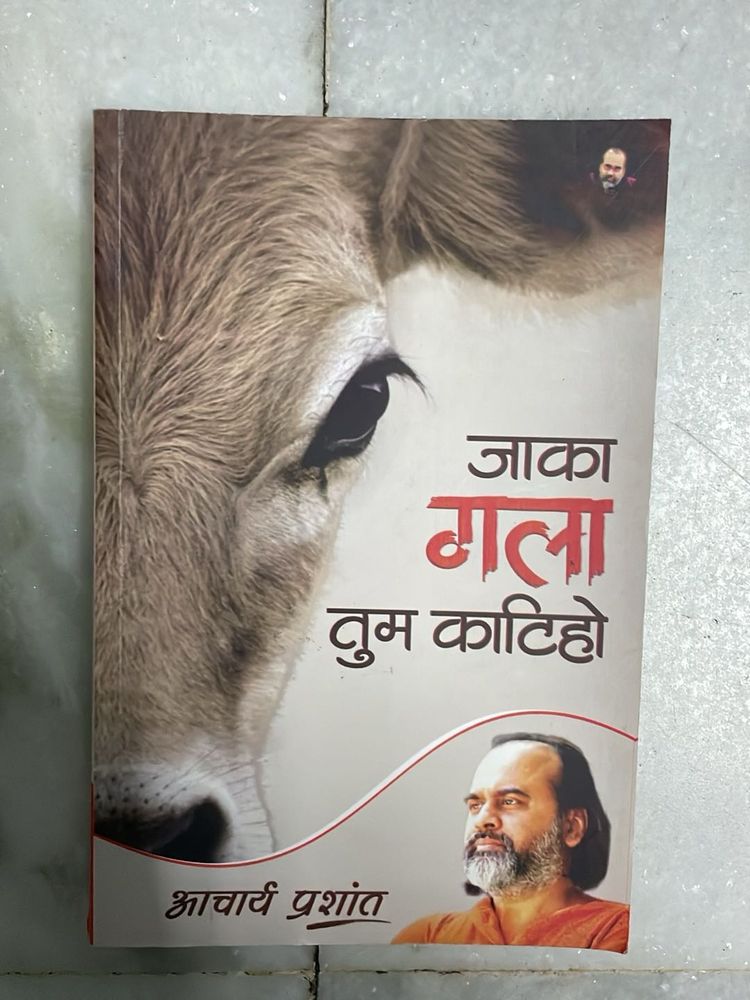 जाका
गला
तुम काटिहो
आचार्य प्रशांत